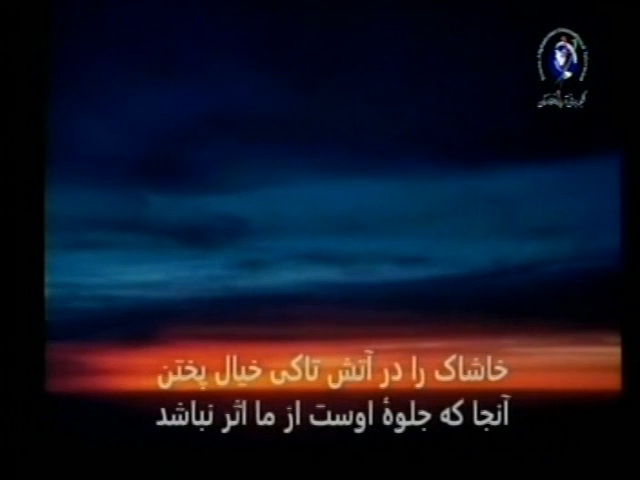 خاشاک را در آتش تاکی خیال پختن
آنجا که جلوهٔ اوست از ما اثر نباشد